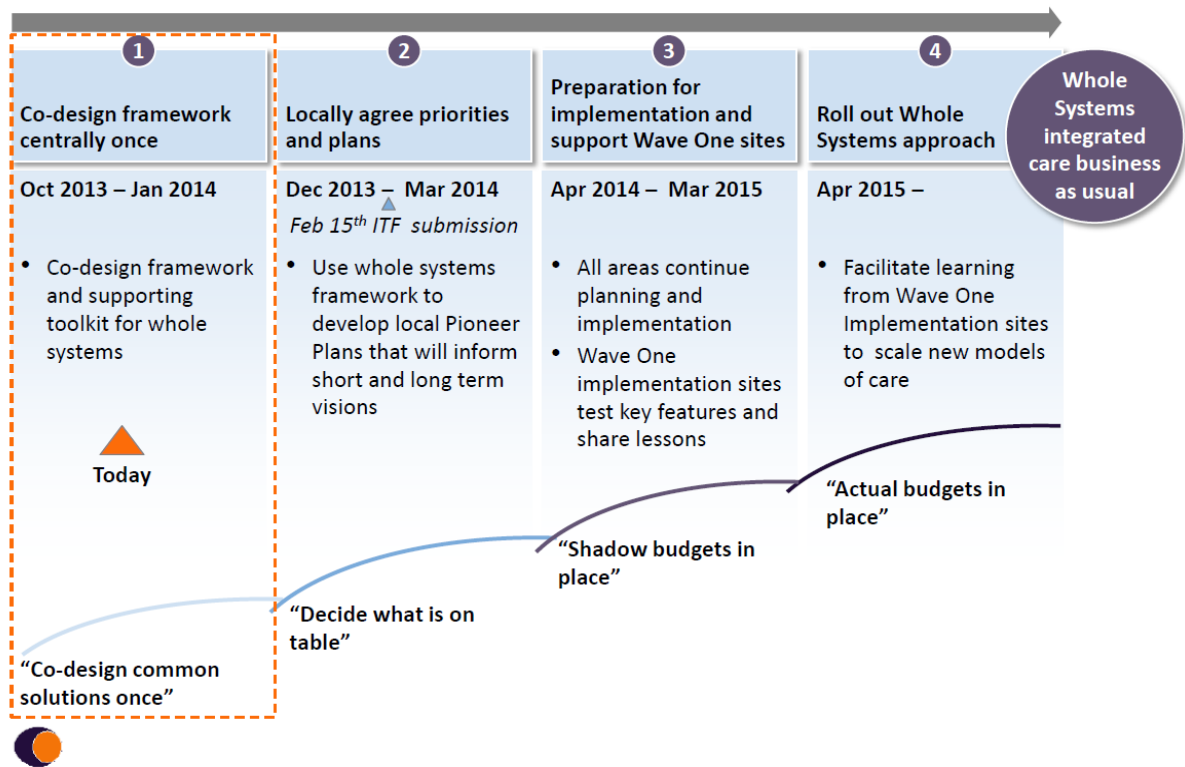 1
Co-design framework
centrally once
Oct 2013 – Jan 2014
• Co-design framework
and supporting
toolkit for whole
systems
Today
“Co-design common
solutions once”
2
Locally agree priorities
and plans
Dec 2013 – Mar 2014
Feb 15th ITF submission
• Use whole systems
framework to
develop local Pioneer
Plans that will inform
short and long term
visions
“Decide what is on
table”
3
Preparation for
implementation and
support Wave One sites
Apr 2014 – Mar 2015
• All areas continue
planning and
implementation
• Wave One
implementation sites
test key features and
share lessons
“Shadow budgets in
place”
4
Roll out Whole
Systems approach
Apr 2015 –
• Facilitate learning
from Wave One
Implementation sites
to scale new models
of care
“Actual budgets in
place”
Whole
Systems
integrated
care business
as usual